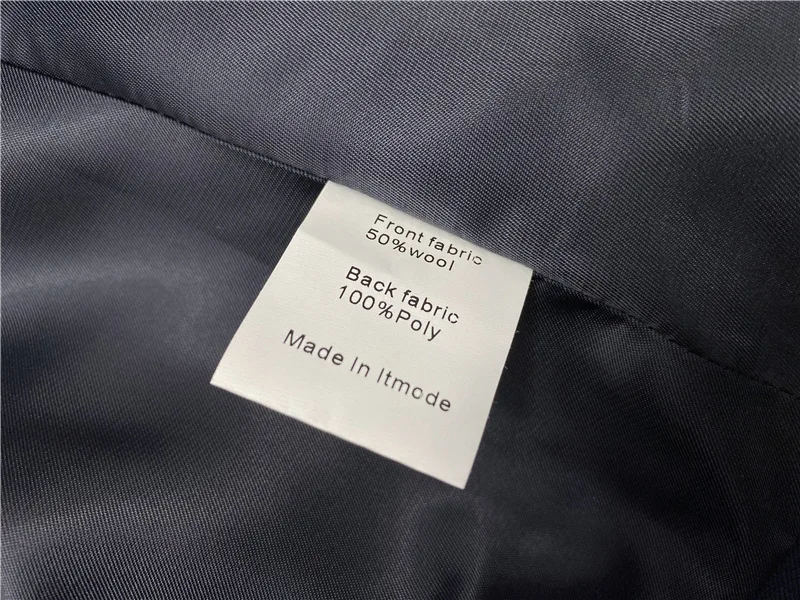 Front fabric
50%wool
Back fabric
100%Poly
Made In Itmode